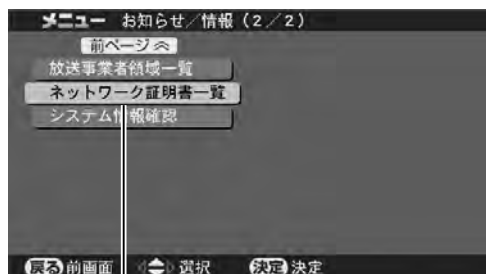 メニュー お知らせ／情報（2／2）
前ページ
放送事業者領域一覧
ネットワーク証明書一覧
システム情報確認
戻る 前画面 選択 決定 決定